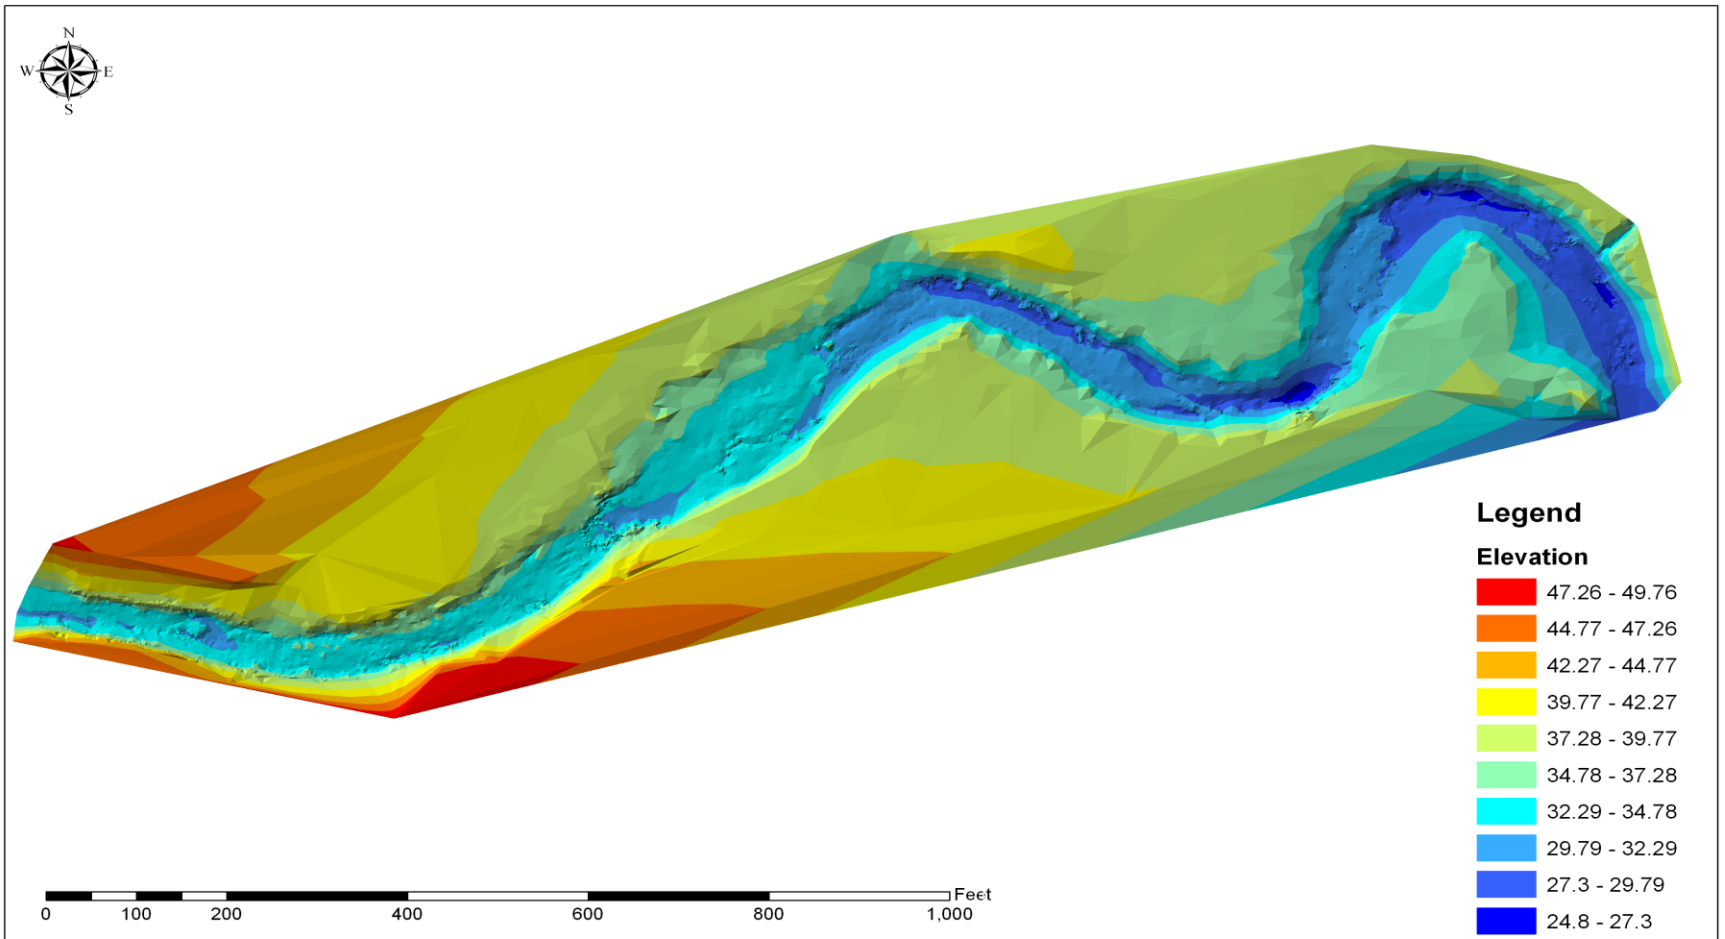 N
W E
S
Legend
Elevation
47.26 - 49.76
44.77 - 47.26
42.27 - 44.77
39.77 - 42.27
37.28 - 39.77
34.78 - 37.28
32.29 - 34.78
29.79 - 32.29
27.3 - 29.79
24.8 - 27.3
Feet
0 100 200 400 600 800 1,000